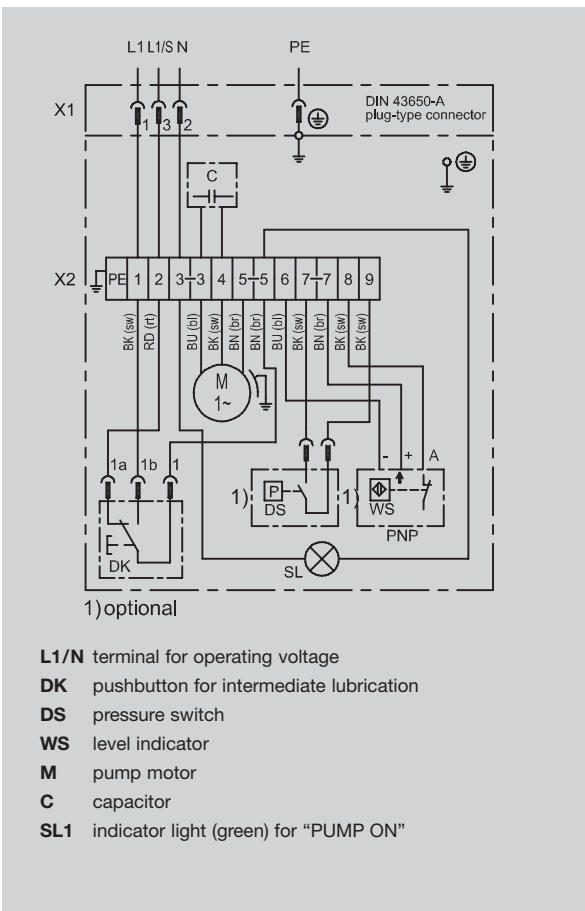 L1 L1/S N PE
X1
1 3 2
DIN 43650-A
plug-type connector
C
X2 PE 1 2 3 3 4 5 5 6 7 7 8 9
BK (sw) RD (rt) BU (bl) BK (sw) BN (br) BN (br) BU (bl) BK (sw) BN (br) BK (sw) BK (sw)
M
1~
1a 1b 1
- + A
1) P 1)
DS WS
PNP
DK
SL
1) optional
L1/N terminal for operating voltage
DK pushbutton for intermediate lubrication
DS pressure switch
WS level indicator
M pump motor
C capacitor
SL1 indicator light (green) for “PUMP ON”